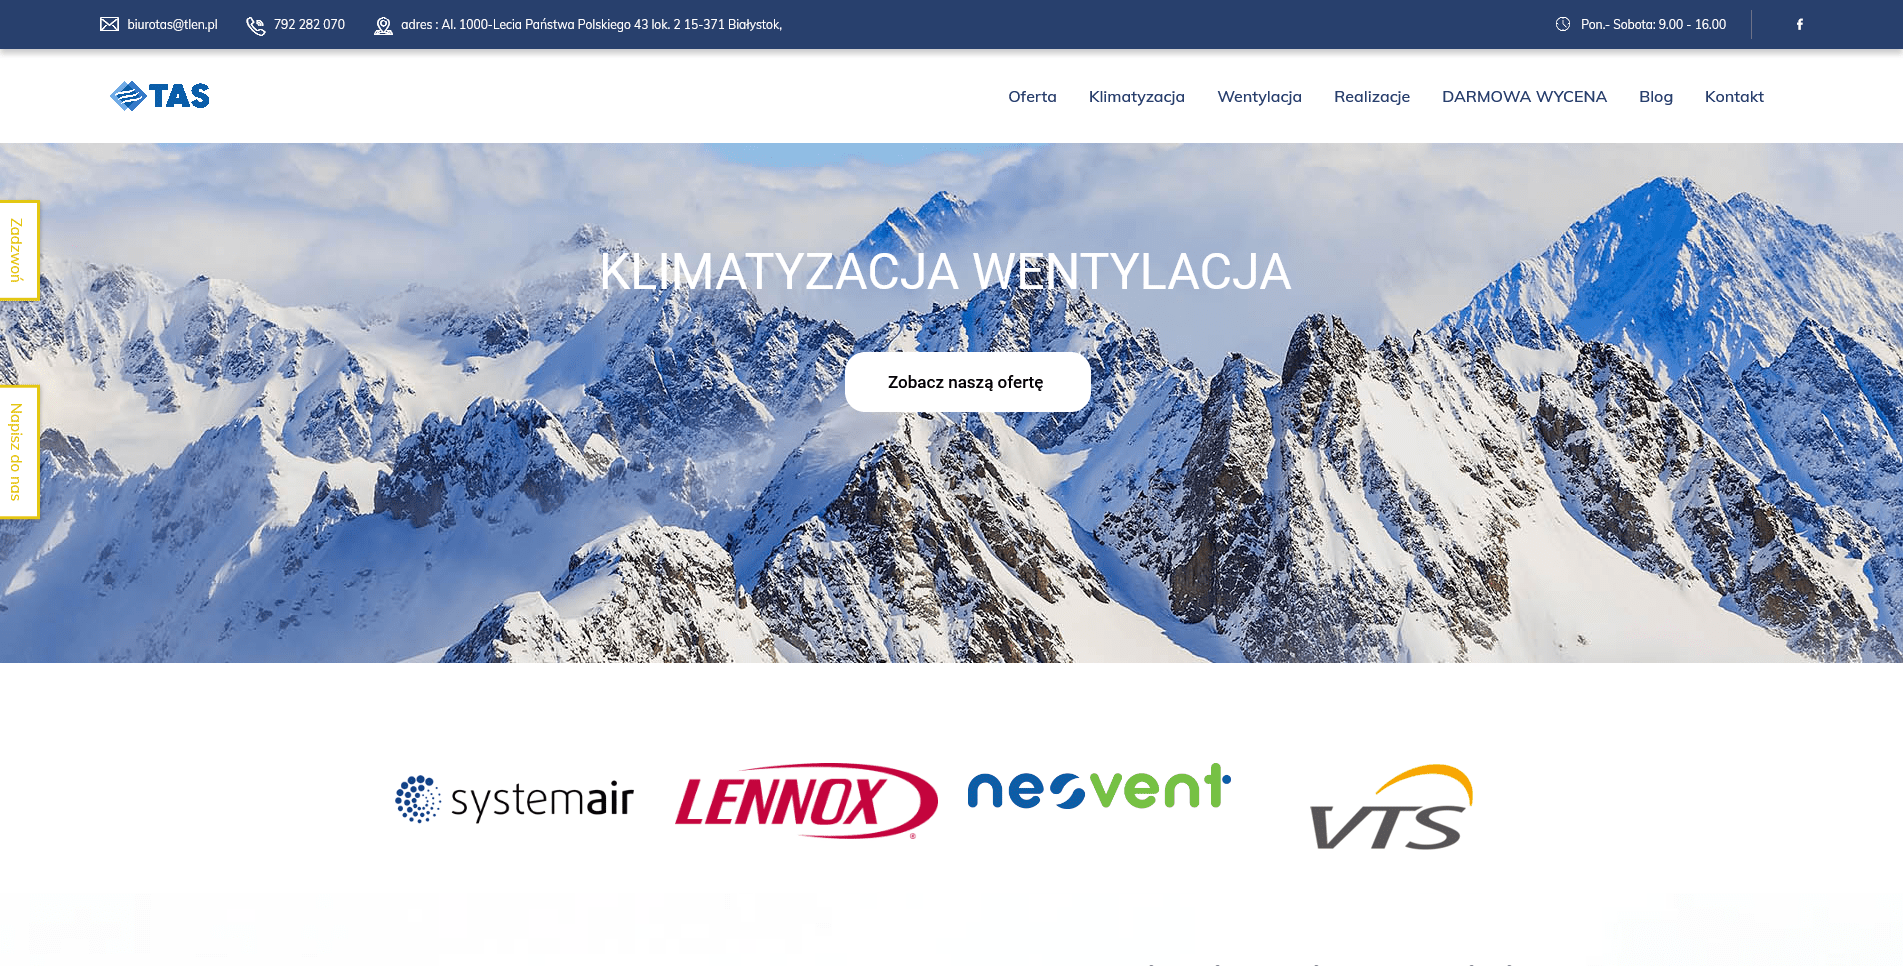 biurotas@tlen.pl
792 282 070
adres : Al. 1000-Lecia Państwa Polskiego 43 lok. 2 15-371 Białystok,
Pon.- Sobota: 9.00 - 16.00
TAS
Oferta
Klimatyzacja
Wentylacja
Realizacje
DARMOWA WYCENA
Blog
Kontakt
Zadzwoń
KLIMATYZACJA WENTYLACJA
Zobacz naszą ofertę
Napisz do nas
systemair
LENNOX
neovent
VTS